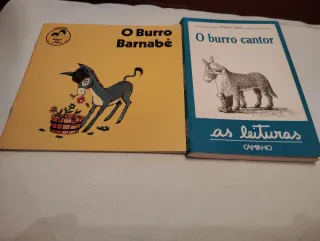 O Burro
Barnabé
O burro cantor
as leituras
CAMINHO